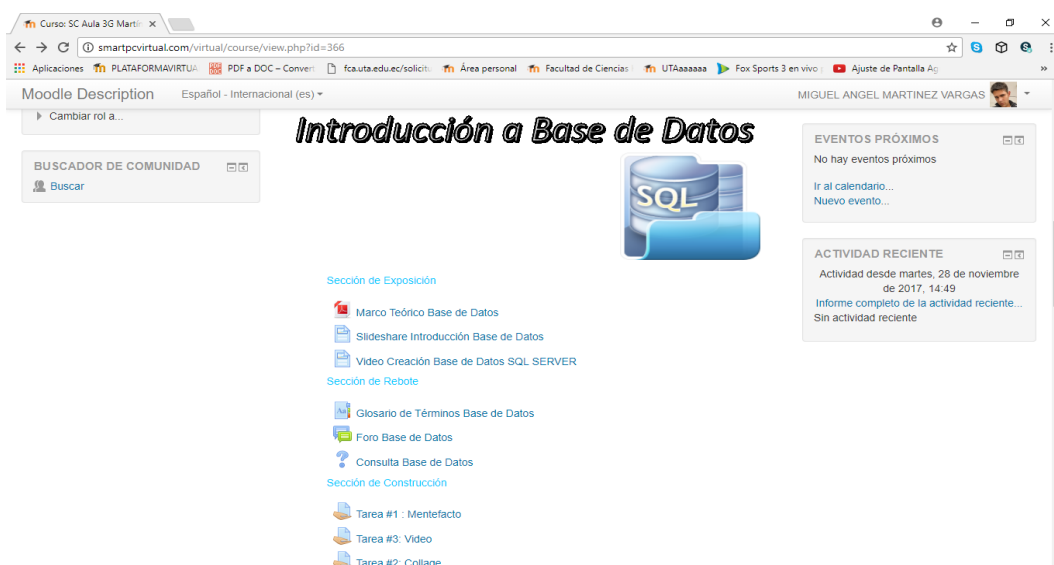 Curso: SC Aula 3G Martín
smartpcvirtual.com/virtual/course/view.php?id=366
Aplicaciones PLATAFORMAVIRTUA PDF a DOC – Convert fca.uta.edu.ec/solicitu Área personal Facultad de Ciencias UTAaaaaaa Fox Sports 3 en vivo Ajuste de Pantalla Ag »
Moodle Description Español - Internacional (es) MIGUEL ANGEL MARTINEZ VARGAS
Cambiar rol a...
BUSCADOR DE COMUNIDAD
Buscar
Introducción a Base de Datos
SQL
Sección de Exposición
Marco Teórico Base de Datos
Slideshare Introducción Base de Datos
Video Creación Base de Datos SQL SERVER
Sección de Rebote
Glosario de Términos Base de Datos
Foro Base de Datos
Consulta Base de Datos
Sección de Construcción
Tarea #1 : Mentefacto
Tarea #3: Video
Tarea #2: Collage
EVENTOS PRÓXIMOS
No hay eventos próximos
Ir al calendario...
Nuevo evento...
ACTIVIDAD RECIENTE
Actividad desde martes, 28 de noviembre
de 2017, 14:49
Informe completo de la actividad reciente...
Sin actividad reciente